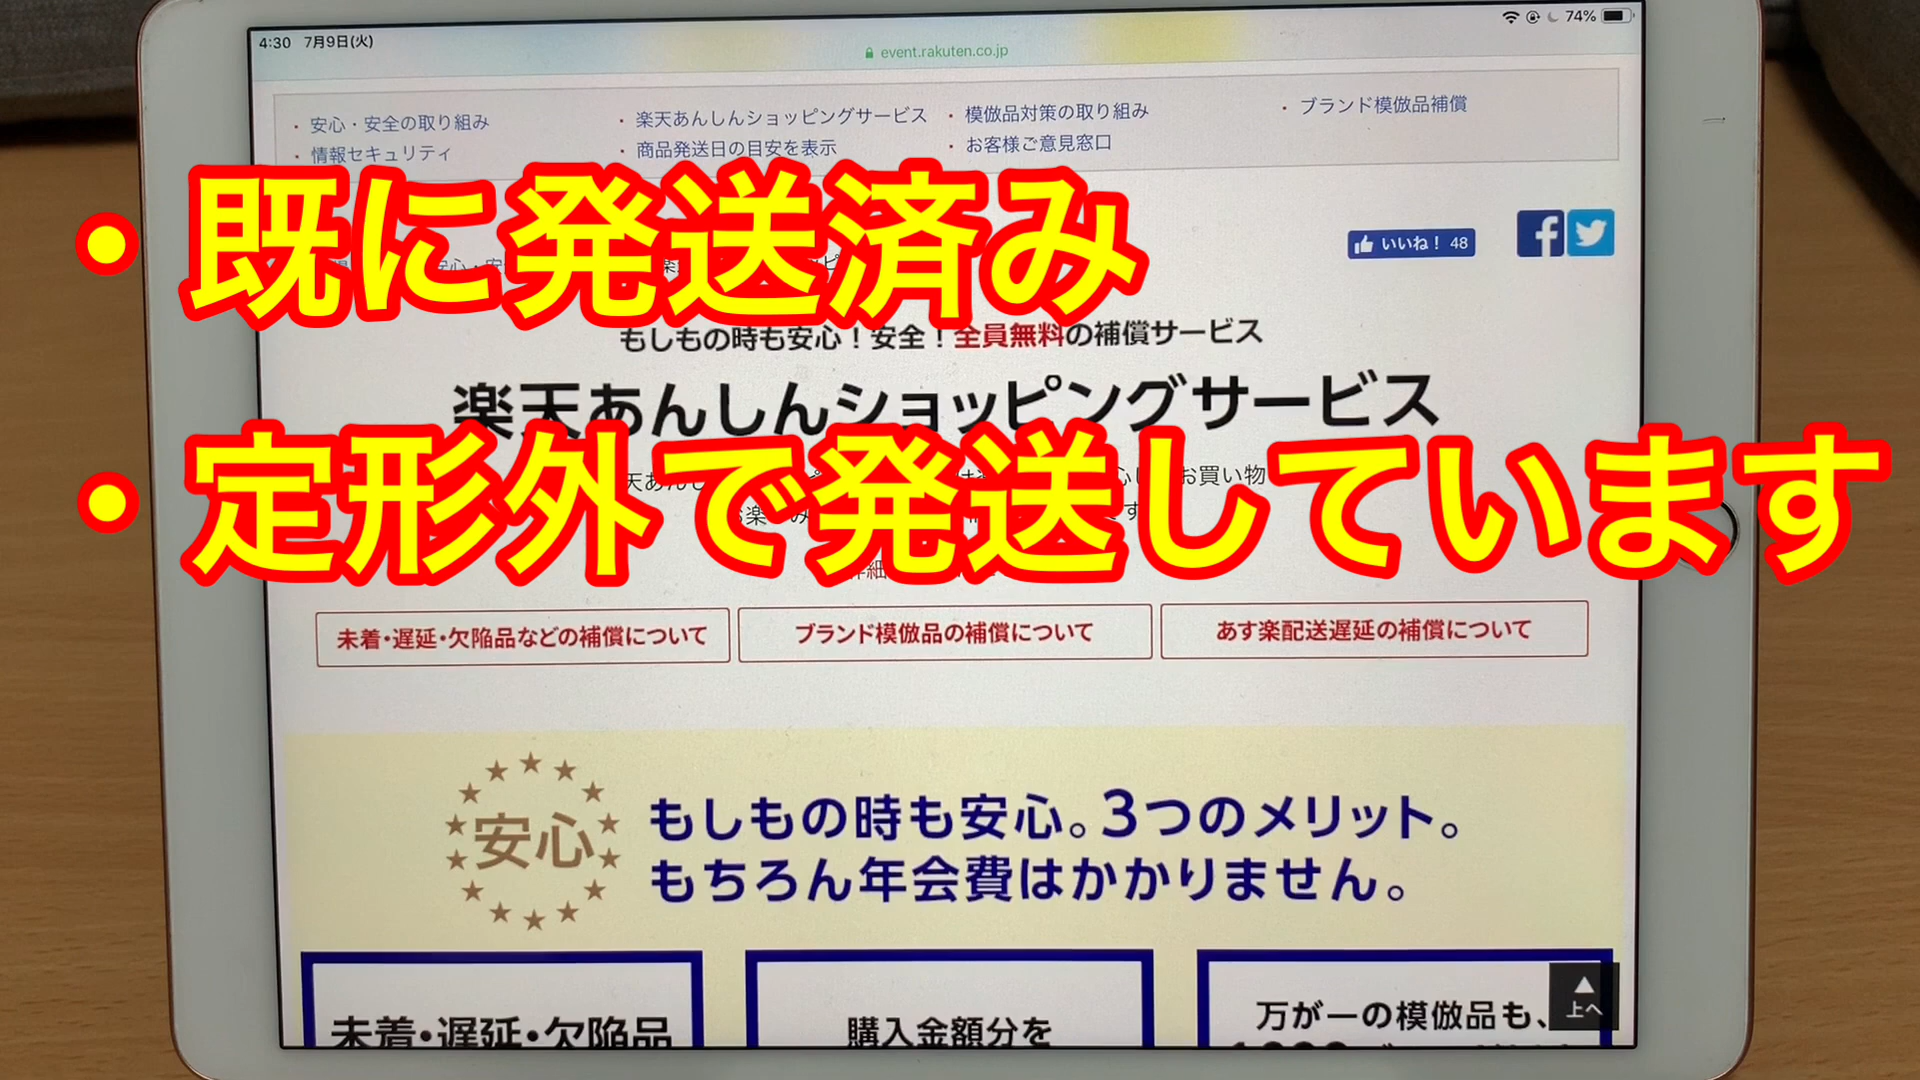 4:30 7月9日(火)
74%
event.rakuten.co.jp
・安心・安全の取り組み
・楽天あんしんショッピングサービス
・模倣品対策の取り組み
・ブランド模倣品補償
・情報セキュリティ
・商品発送日の目安を表示
・お客様ご意見窓口
・既に発送済み
いいね! 48
もしもの時も安心!安全!全員無料の補償サービス
楽天あんしんショッピングサービス
・定形外で発送しています
お買い物
未着・遅延・欠陥品などの補償について
ブランド模倣品の補償について
あす楽配送遅延の補償について
安心
もしもの時も安心。3つのメリット。
もちろん年会費はかかりません。
未着・遅延・欠陥品
購入金額分を
万が一の模倣品も、
▲
上へ